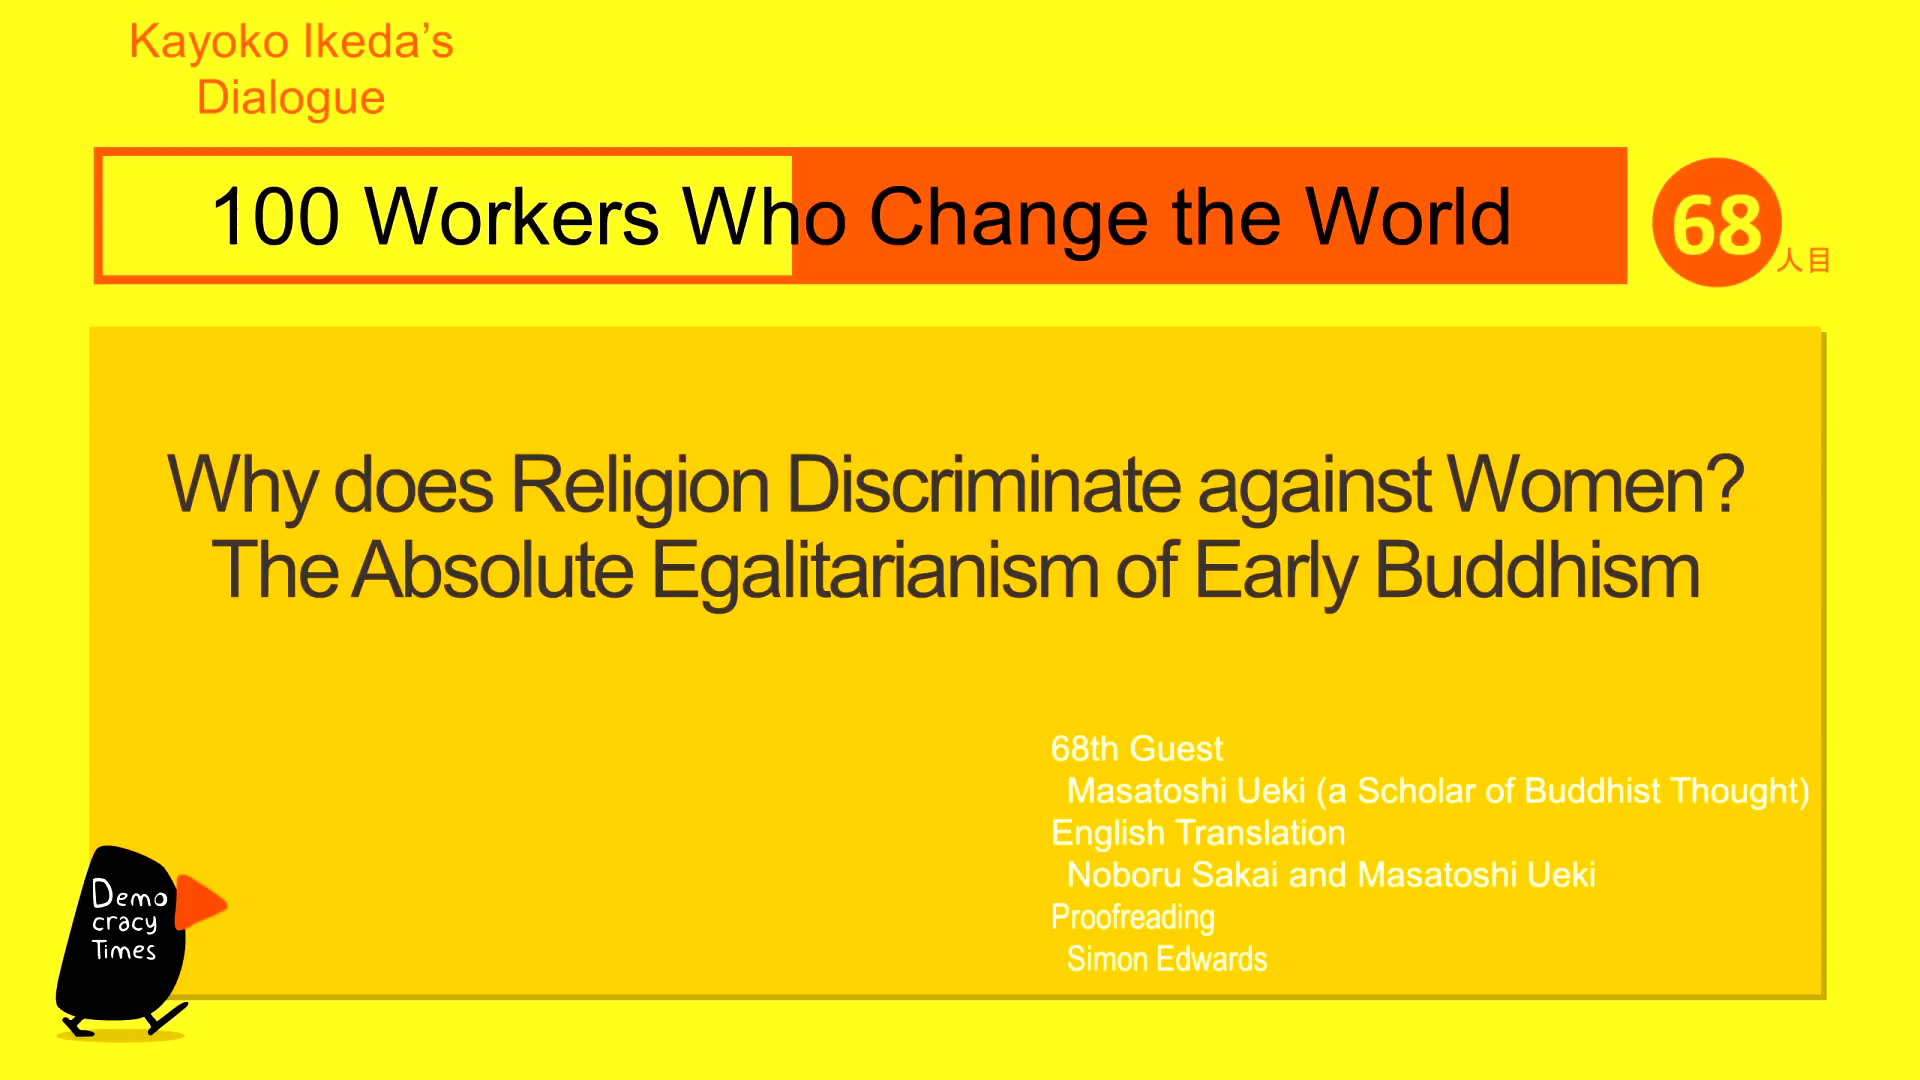 Kayoko Ikeda’s
Dialogue
100 Workers Who Change the World
68人目
Why does Religion Discriminate against Women?
The Absolute Egalitarianism of Early Buddhism
68th Guest
Masatoshi Ueki (a Scholar of Buddhist Thought)
English Translation
Noboru Sakai and Masatoshi Ueki
Proofreading
Simon Edwards
Demo
cracy
Times